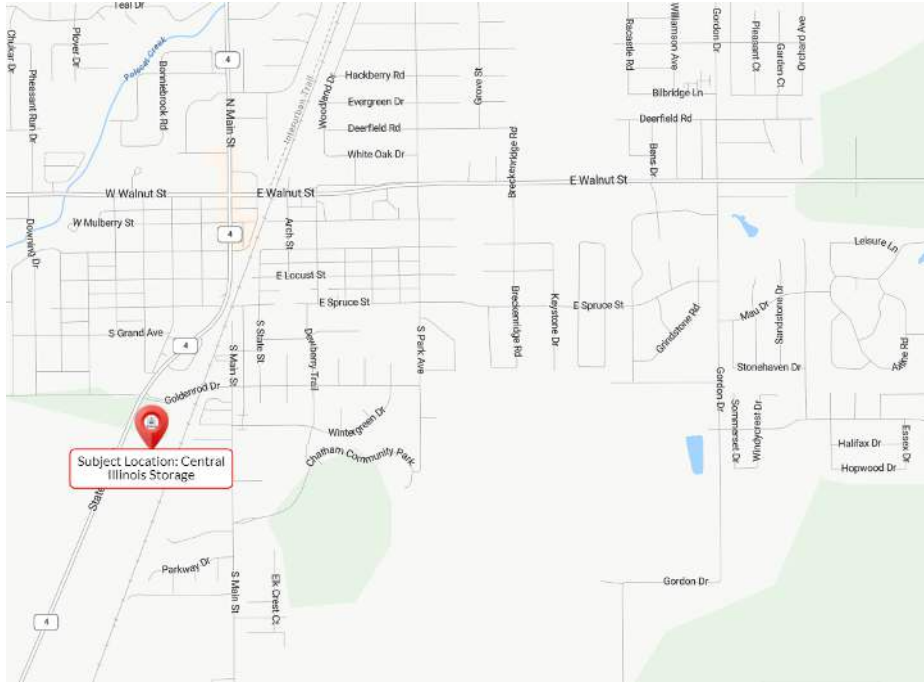 Teal Dr
Chukar Dr
Plover Dr
Pheasant Run Dr
Polecat Creek
Bonniebrook Rd
4
N Main St
Interurban Trail
Woodland Dr
Hackberry Rd
Evergreen Dr
Deerfield Rd
White Oak Dr
Grove St
Breckenridge Rd
Racastle Rd
Williamson Ave
Gordon Dr
Pleasant Ct
Garden Ct
Orchard Ave
Bilbridge Ln
Deerfield Rd
Bens Dr
W Walnut St
E Walnut St
E Walnut St
W Mulberry St
Downing Dr
4
Arch St
E Locust St
E Spruce St
S Grand Ave
4
S Main St
S State St
Dewberry Trail
S Park Ave
Breckenridge Rd
Keystone Dr
E Spruce St
Grindstone Rd
Mau Dr
Sandstone Dr
Leisure Ln
Stonehaven Dr
Gordon Dr
Sommerset Dr
Windycrest Dr
Halifax Dr
Hopwood Dr
Essex Dr
Goldenrod Dr
Wintergreen Dr
Chatham Community Park
Subject Location: Central
Illinois Storage
State
Parkway Dr
S Main St
Elk Crest Ct
Gordon Dr
4